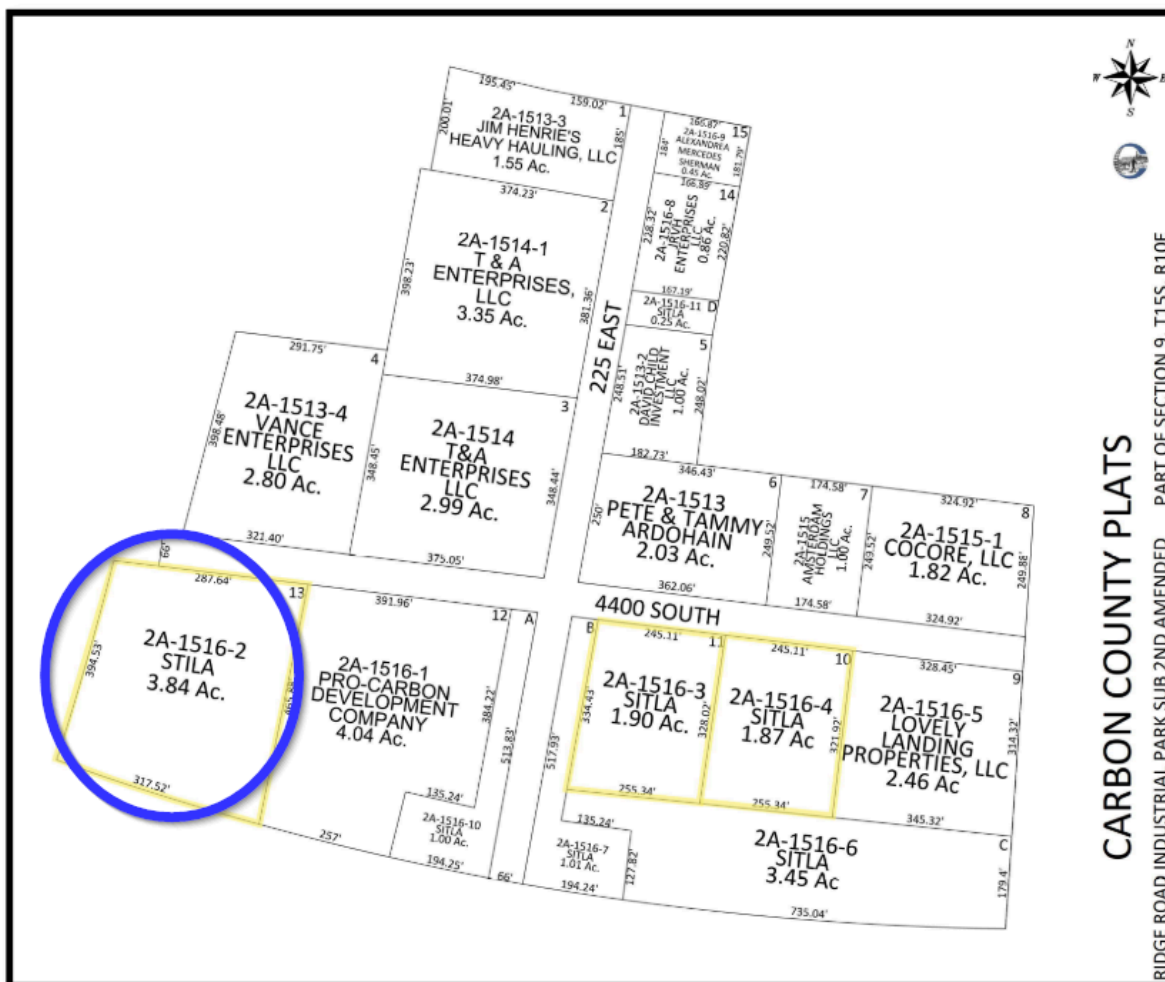 N
W
E
S
195.45'
159.02'
1
200.01'
2A-1513-3
JIM HENRIE'S
HEAVY HAULING, LLC
1.55 Ac.
185'
374.23'
166.87'
15
2A-1516-9
ALEXANDREA
MERCEDES
SHERMAN
0.45 Ac.
184'
181.79'
166.89'
14
2
2A-1514-1
T & A
ENTERPRISES,
LLC
3.35 Ac.
398.23'
381.36'
228.32'
2A-1516-8
JRVH
ENTERPRISES
LLC
0.86 Ac.
220.82'
167.19'
2A-1516-11
SITLA
0.25 Ac.
D
225 EAST
5
248.51'
2A-1513-2
DAVID CHILD
INVESTMENT
LLC
1.00 Ac.
248.02'
182.73'
291.75'
4
2A-1513-4
VANCE
ENTERPRISES
LLC
2.80 Ac.
398.48'
348.45'
321.40'
66'
374.98'
3
2A-1514
T&A
ENTERPRISES
LLC
2.99 Ac.
348.44'
375.05'
346.43'
6
2A-1513
PETE & TAMMY
ARDOHAIN
2.03 Ac.
250'
249.52'
362.06'
174.58'
7
2A-1515
AMSTERDAM
HOLDINGS
LLC
1.00 Ac.
249.52'
174.58'
324.92'
8
2A-1515-1
COCORE, LLC
1.82 Ac.
249.88'
324.92'
4400 SOUTH
287.64'
13
2A-1516-2
STILA
3.84 Ac.
394.53'
317.52'
391.96'
12
A
2A-1516-1
PRO-CARBON
DEVELOPMENT
COMPANY
4.04 Ac.
384.22'
513.83'
135.24'
2A-1516-10
SITLA
1.00 Ac.
257'
194.25'
66'
B
517.93'
245.11'
11
2A-1516-3
SITLA
1.90 Ac.
334.43'
328.02'
255.34'
245.11'
10
2A-1516-4
SITLA
1.87 Ac
321.92'
255.34'
328.45'
9
2A-1516-5
LOVELY
LANDING
PROPERTIES, LLC
2.46 Ac
314.32'
345.32'
135.24'
2A-1516-7
SITLA
1.01 Ac.
127.82'
194.24'
2A-1516-6
SITLA
3.45 Ac
C
179.4'
735.04'
CARBON COUNTY PLATS
RIDGE ROAD INDUSTRIAL PARK SUB 2ND AMENDED PART OF SECTION 9, T15S, R10E